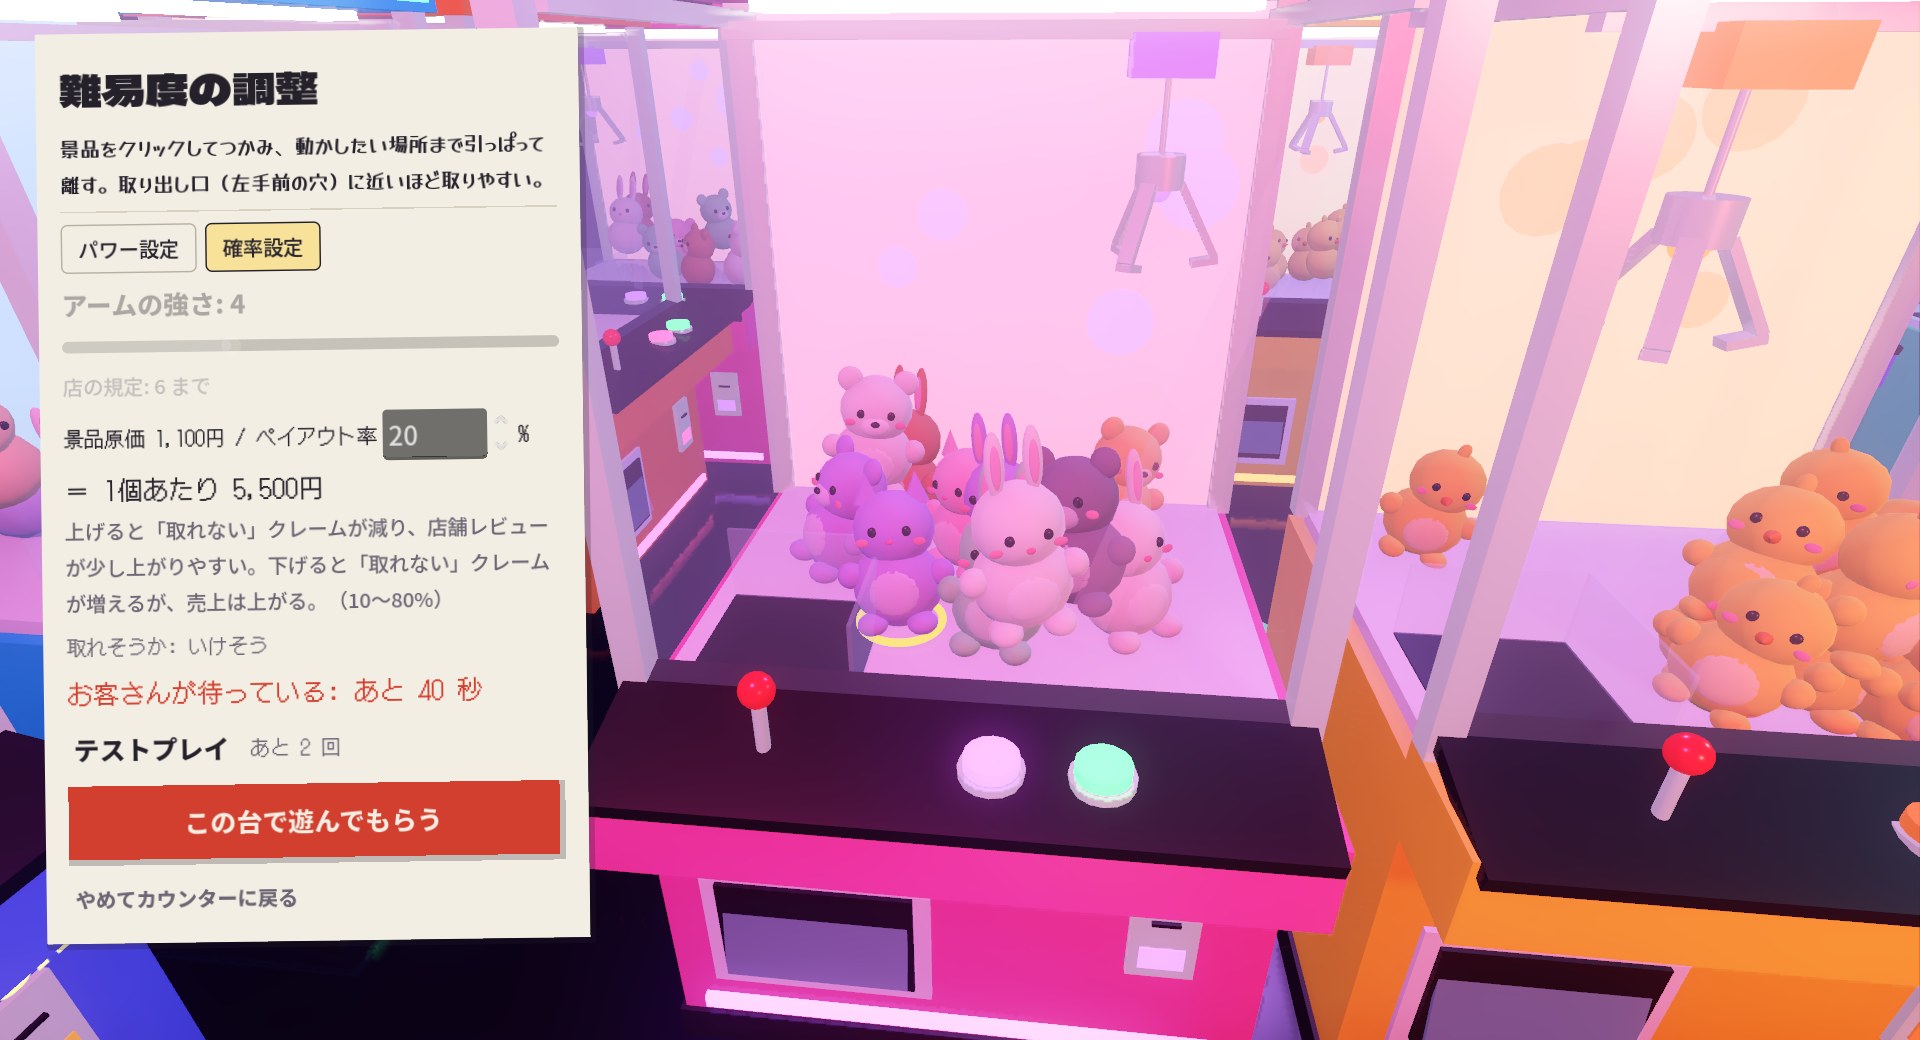 難易度の調整
景品をクリックしてつかみ、動かしたい場所まで引っぱって
離す。取り出し口（左手前の穴）に近いほど取りやすい。
パワー設定 確率設定
アームの強さ: 4
店の規定: 6 まで
景品原価 1,100円 / ペイアウト率 20 %
= 1個あたり 5,500円
上げると「取れない」クレームが減り、店舗レビュー
が少し上がりやすい。下げると「取れない」クレーム
が増えるが、売上は上がる。（10〜80%）
取れそうか: いけそう
お客さんが待っている: あと 40 秒
テストプレイ あと 2 回
この台で遊んでもらう
やめてカウンターに戻る